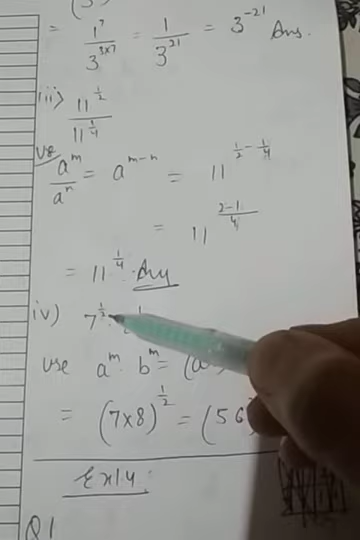 = 1^7 / 3^(3×7) = 1 / 3^21 = 3^-21 Ans.
iii) 11^(1/2) / 11^(1/4)
use a^m / a^n = a^(m-n) = 11^(1/2 - 1/4)
= 11^((2-1)/4)
= 11^(1/4) . Ans
iv) 7^(1/2) .
use a^m . b^m = (a
= (7×8)^(1/2) = (56
Ex 1.4.
Q1